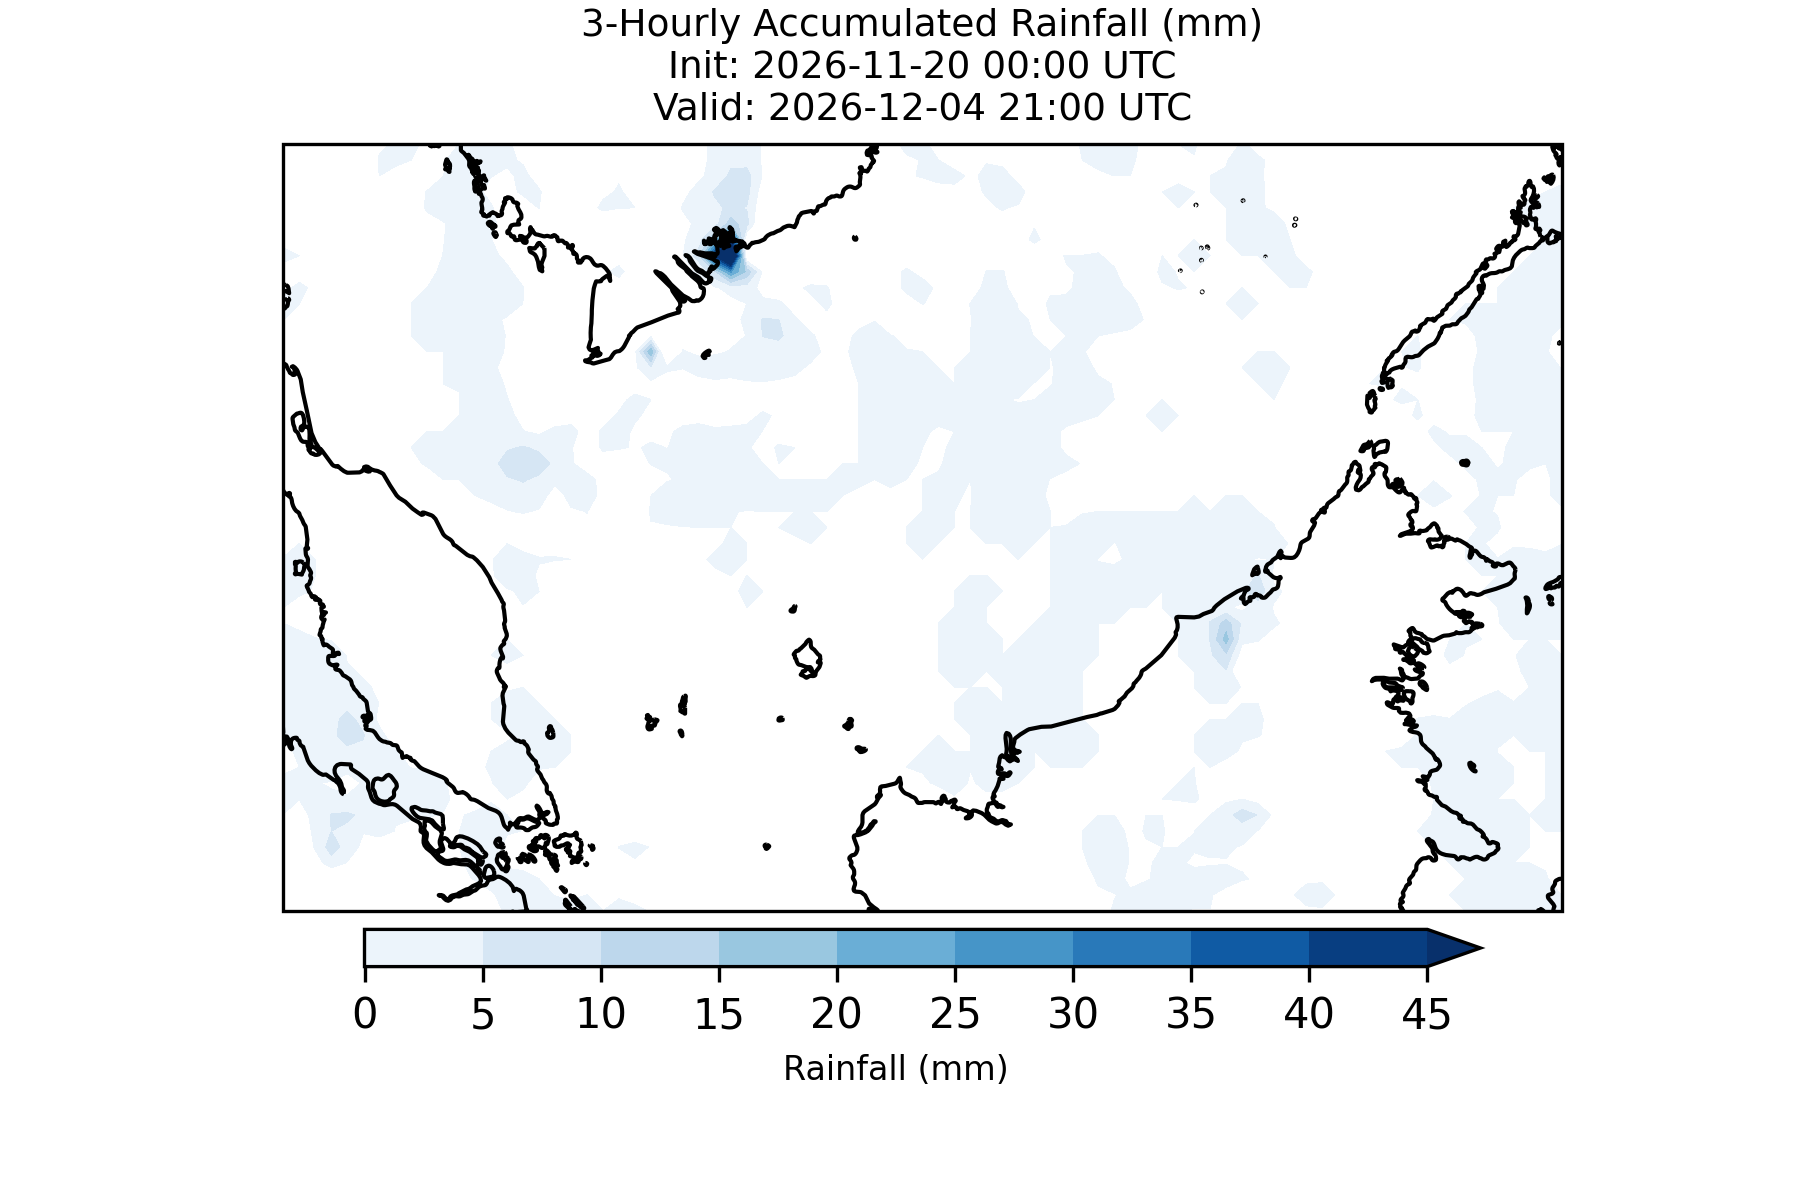 3-Hourly Accumulated Rainfall (mm)
Init: 2026-11-20 00:00 UTC
Valid: 2026-12-04 21:00 UTC
0 5 10 15 20 25 30 35 40 45
Rainfall (mm)